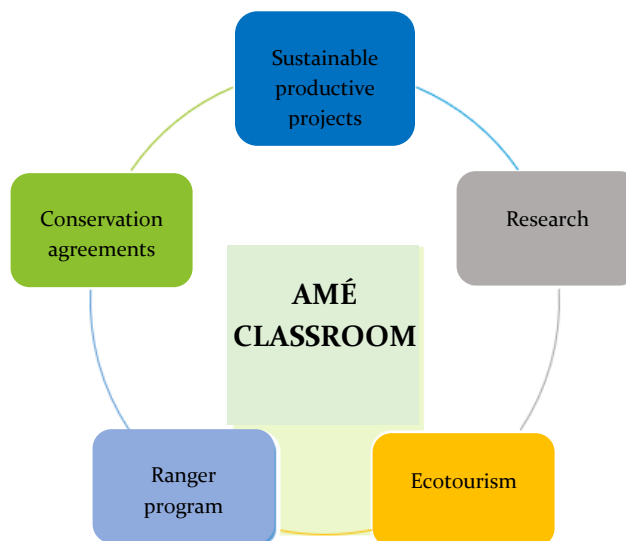 Sustainable
productive
projects
Conservation
agreements
Research
AMÉ
CLASSROOM
Ranger
program
Ecotourism